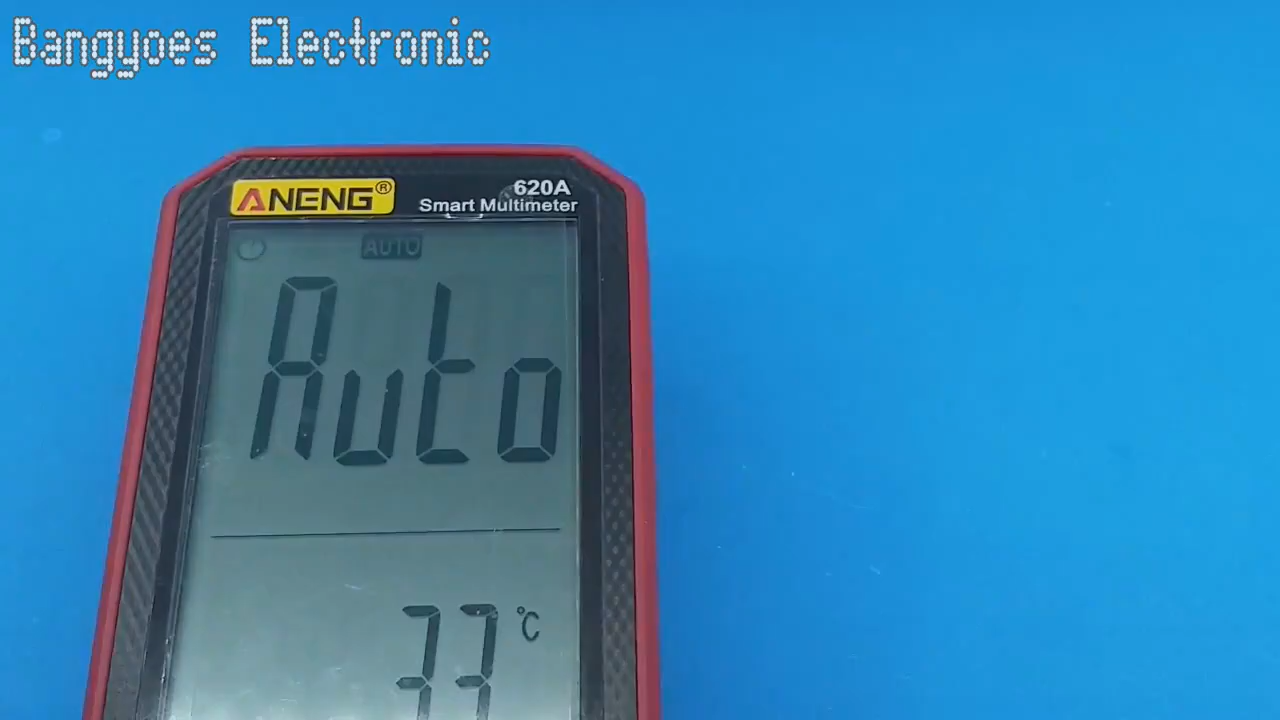 Bangyoes Electronic
ANENG®
620A
Smart Multimeter
AUTO
Auto
33 °C